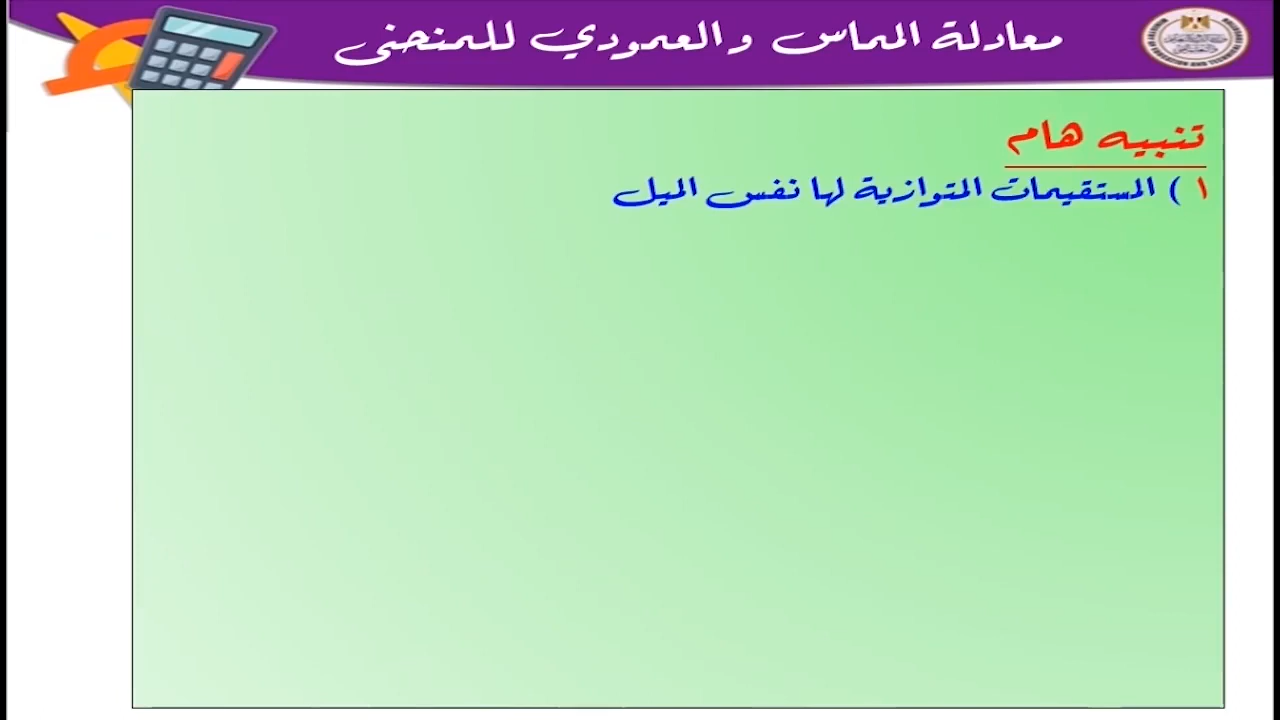 معادلة المماس والعمودي للمنحنى
تنبيه هام
١ ) المستقيمات المتوازية لها نفس الميل